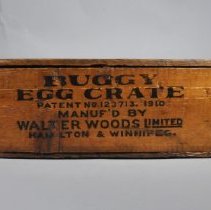 BUGGY
EGG CRATE
PATENT NO. 123713. 1910
MANUF'D BY
WALTER WOODS LIMITED
HAMILTON & WINNIPEG.